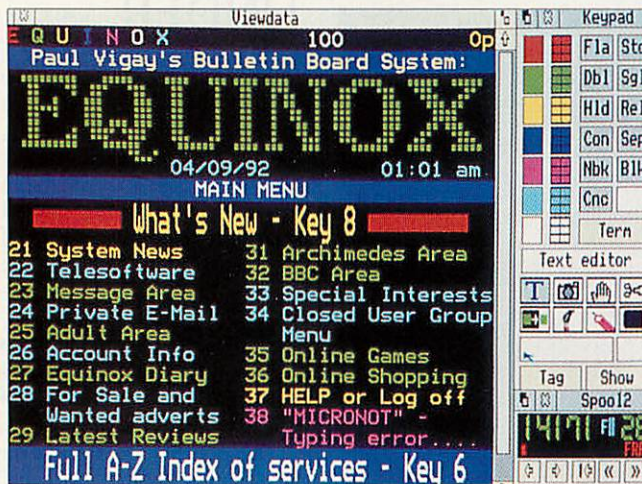 Viewdata
Keypad
E Q U I N O X 100 Op
Paul Vigay's Bulletin Board System:
EQUINOX
04/09/92 01:01 am
MAIN MENU
What's New - Key 8
21 System News
22 Telesoftware
23 Message Area
24 Private E-Mail
25 Adult Area
26 Account Info
27 Equinox Diary
28 For Sale and
Wanted adverts
29 Latest Reviews
31 Archimedes Area
32 BBC Area
33 Special Interests
34 Closed User Group
Menu
35 Online Games
36 Online Shopping
37 HELP or Log off
38 "MICRONOT" -
Typing error....
Full A-Z Index of services - Key 6
Fla Ste
Dbl Sgl
Hld Rel
Con Sep
Nbk Blk
Cnc
Term
Text editor
T
Tag Show
Spool2